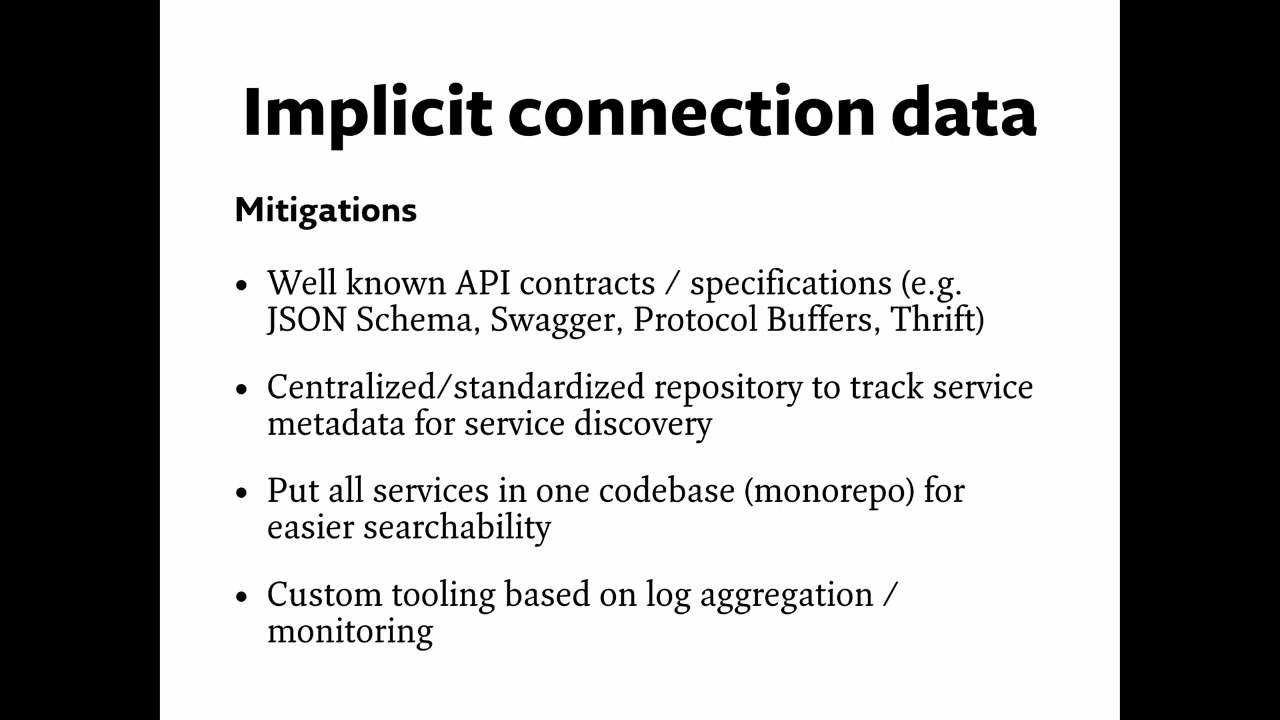 Implicit connection data
Mitigations
• Well known API contracts / specifications (e.g.
JSON Schema, Swagger, Protocol Buffers, Thrift)
• Centralized/standardized repository to track service
metadata for service discovery
• Put all services in one codebase (monorepo) for
easier searchability
• Custom tooling based on log aggregation /
monitoring